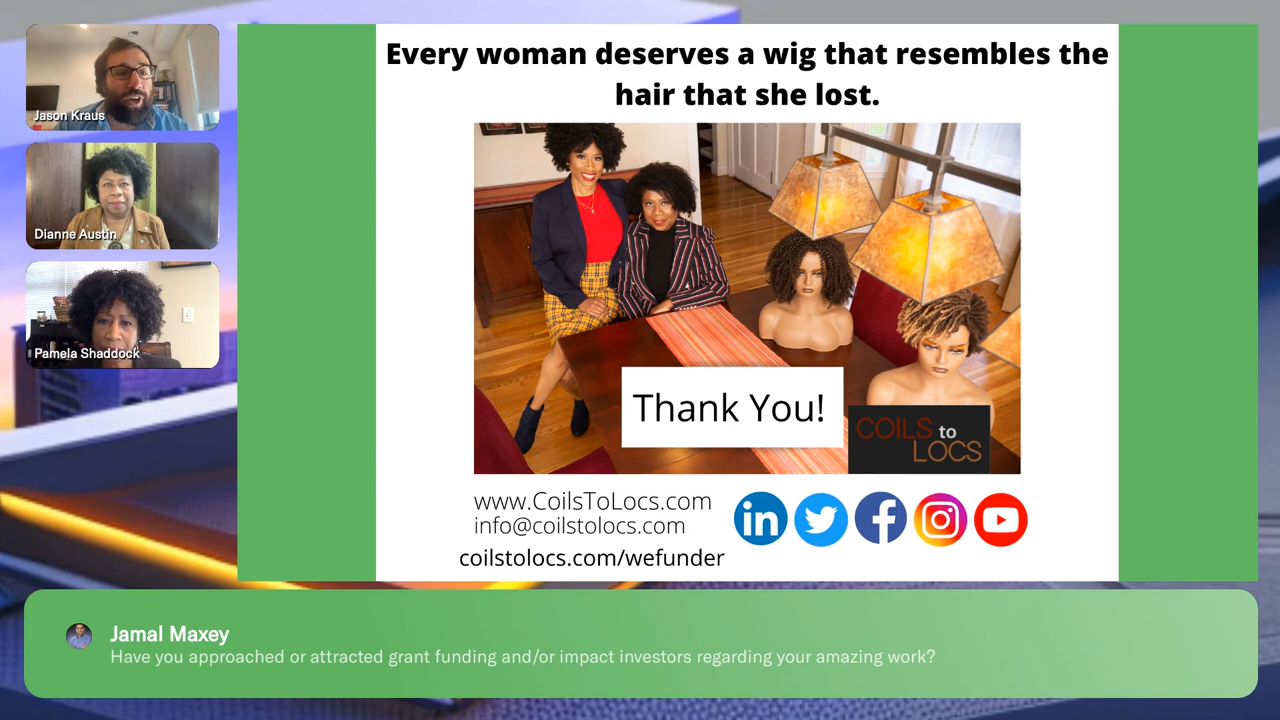 Jason Kraus
Dianne Austin
Pamela Shaddock
Every woman deserves a wig that resembles the
hair that she lost.
Thank You!
COILS to
LOCS
www.CoilsToLocs.com
info@coilstolocs.com
coilstolocs.com/wefunder
in
Jamal Maxey
Have you approached or attracted grant funding and/or impact investors regarding your amazing work?